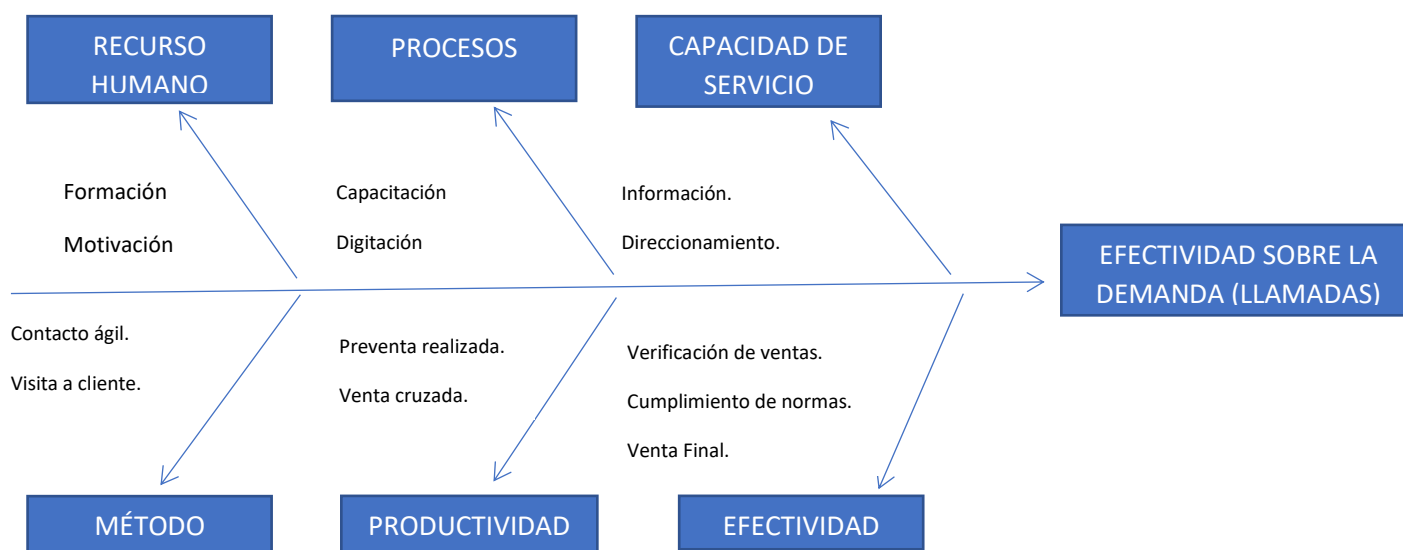 RECURSO
HUMANO
PROCESOS
CAPACIDAD DE
SERVICIO
Formación
Motivación
Capacitación
Digitación
Información.
Direccionamiento.
EFECTIVIDAD SOBRE LA
DEMANDA (LLAMADAS)
Contacto ágil.
Visita a cliente.
Preventa realizada.
Venta cruzada.
Verificación de ventas.
Cumplimiento de normas.
Venta Final.
MÉTODO
PRODUCTIVIDAD
EFECTIVIDAD